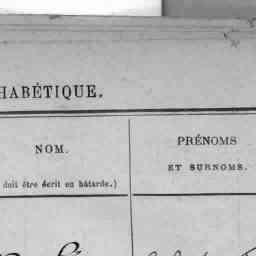 HABÉTIQUE.
NOM.
PRÉNOMS
ET SURNOMS.
doit être écrit en bâtarde.)